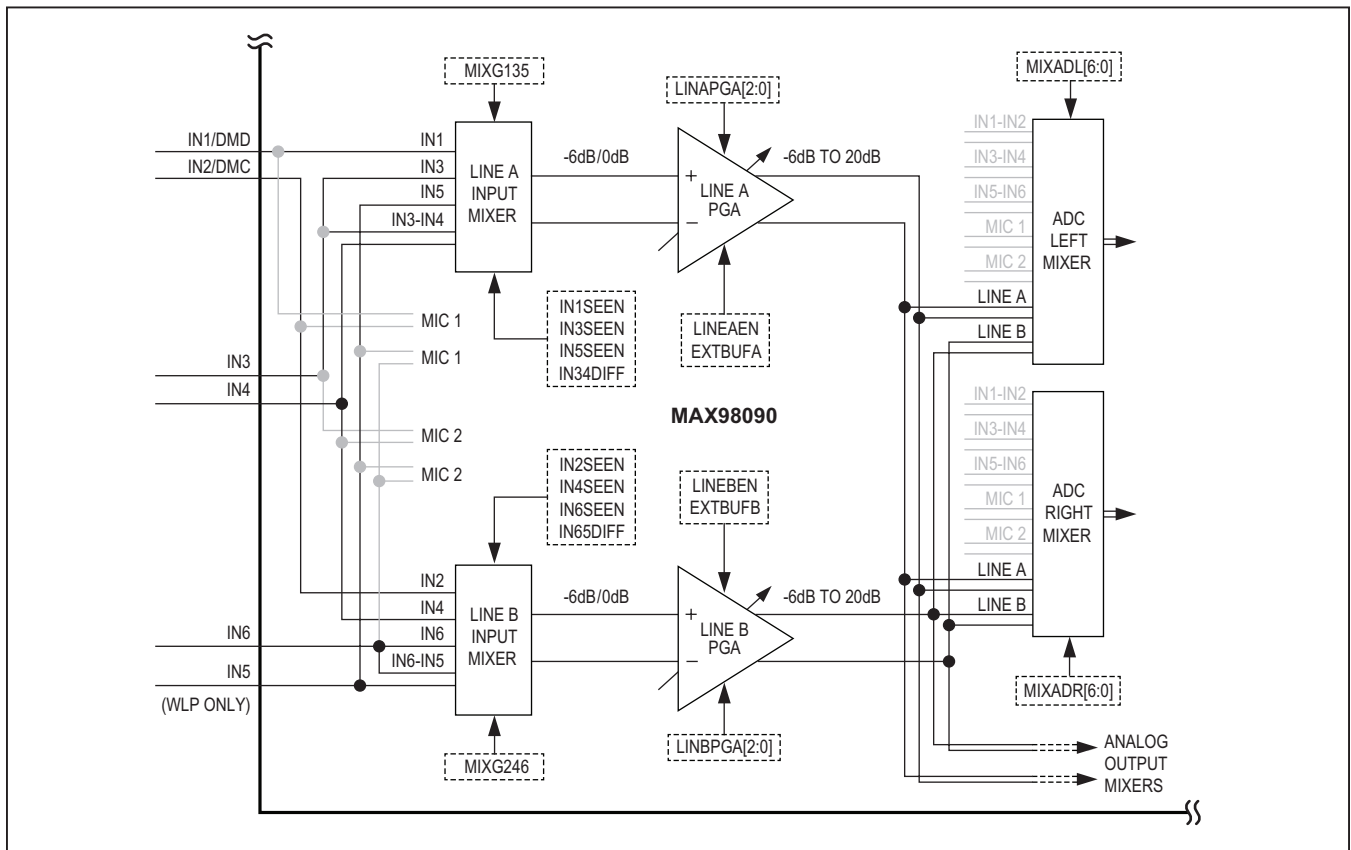 MIXG135
LINAPGA[2:0]
MIXADL[6:0]
IN1/DMD
IN2/DMC
IN1
IN3
IN5
IN3-IN4
LINE A
INPUT
MIXER
-6dB/0dB
+
−
LINE A
PGA
-6dB TO 20dB
IN1-IN2
IN3-IN4
IN5-IN6
MIC 1
MIC 2
LINE A
LINE B
ADC
LEFT
MIXER
IN1SEEN
IN3SEEN
IN5SEEN
IN34DIFF
LINEAEN
EXTBUFA
MIC 1
MIC 1
IN3
IN4
MAX98090
MIC 2
MIC 2
IN2SEEN
IN4SEEN
IN6SEEN
IN65DIFF
LINEBEN
EXTBUFB
IN1-IN2
IN3-IN4
IN5-IN6
MIC 1
MIC 2
LINE A
LINE B
ADC
RIGHT
MIXER
IN2
IN4
IN6
IN6-IN5
LINE B
INPUT
MIXER
-6dB/0dB
+
−
LINE B
PGA
-6dB TO 20dB
IN6
IN5
(WLP ONLY)
MIXG246
LINBPGA[2:0]
MIXADR[6:0]
ANALOG
OUTPUT
MIXERS